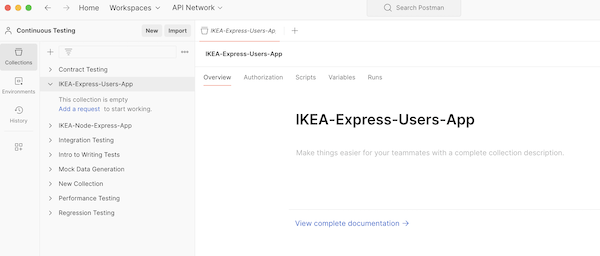 Home Workspaces API Network Search Postman
Continuous Testing New Import IKEA-Express-Users-Ap
IKEA-Express-Users-App
Collections
Environments
History
Contract Testing
IKEA-Express-Users-App
This collection is empty
Add a request to start working.
IKEA-Node-Express-App
Integration Testing
Intro to Writing Tests
Mock Data Generation
New Collection
Performance Testing
Regression Testing
Overview Authorization Scripts Variables Runs
IKEA-Express-Users-App
Make things easier for your teammates with a complete collection description.
View complete documentation →